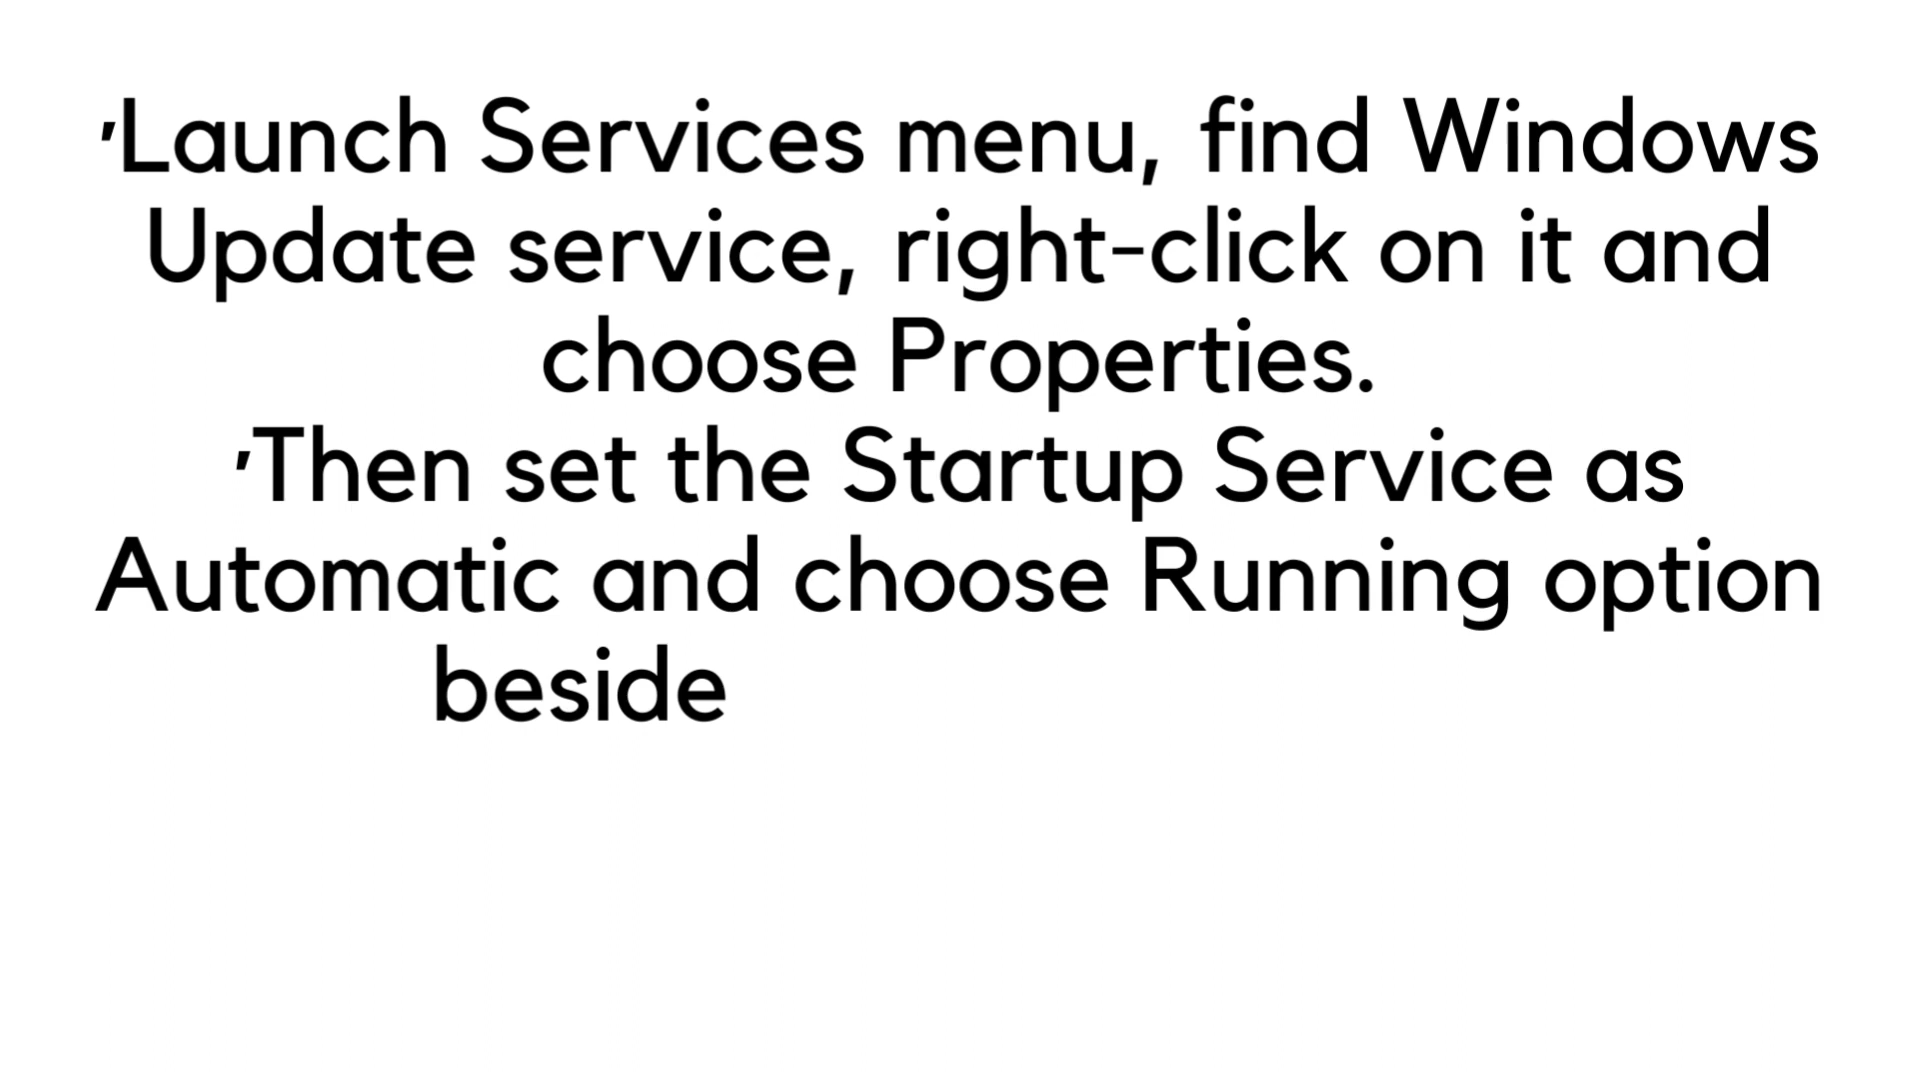 'Launch Services menu, find Windows
Update service, right-click on it and
choose Properties.
'Then set the Startup Service as
Automatic and choose Running option
beside